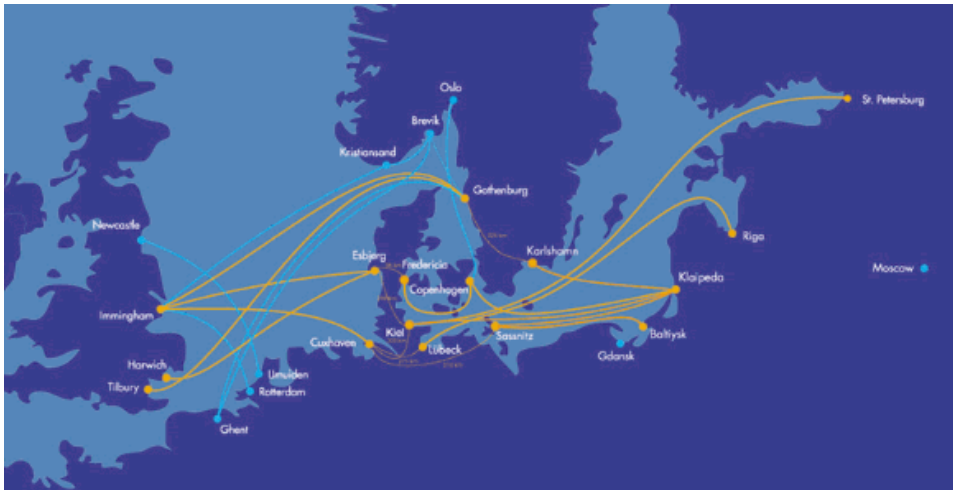 Oslo
St. Petersburg
Brevik
Kristiansand
Gothenburg
Newcastle
Riga
Karlshamn
Esbjerg
Fredericia
Moscow
Copenhagen
Klaipeda
Immingham
Kiel
Sassnitz
Baltiysk
Cuxhaven
Lübeck
Gdansk
Harwich
IJmuiden
Tilbury
Rotterdam
Ghent